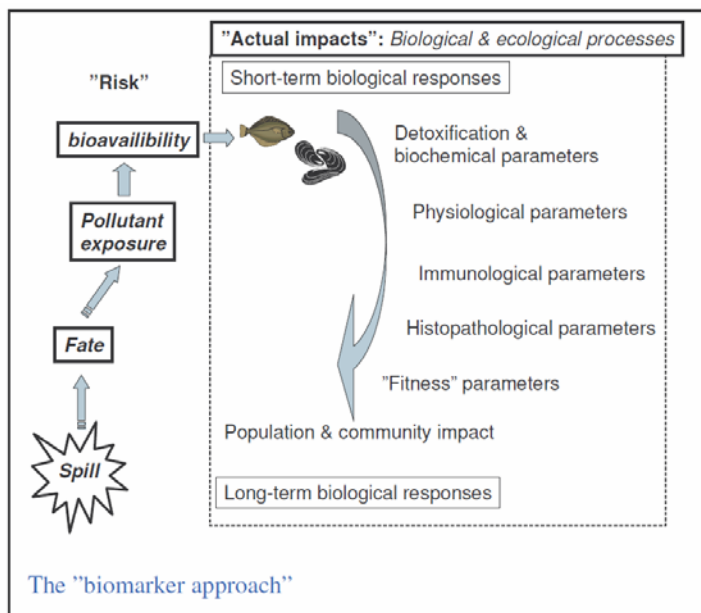 "Actual impacts": Biological & ecological processes
"Risk"
Short-term biological responses
bioavailibility
Detoxification &
biochemical parameters
Pollutant
exposure
Physiological parameters
Immunological parameters
Histopathological parameters
Fate
"Fitness" parameters
Population & community impact
Spill
Long-term biological responses
The "biomarker approach"